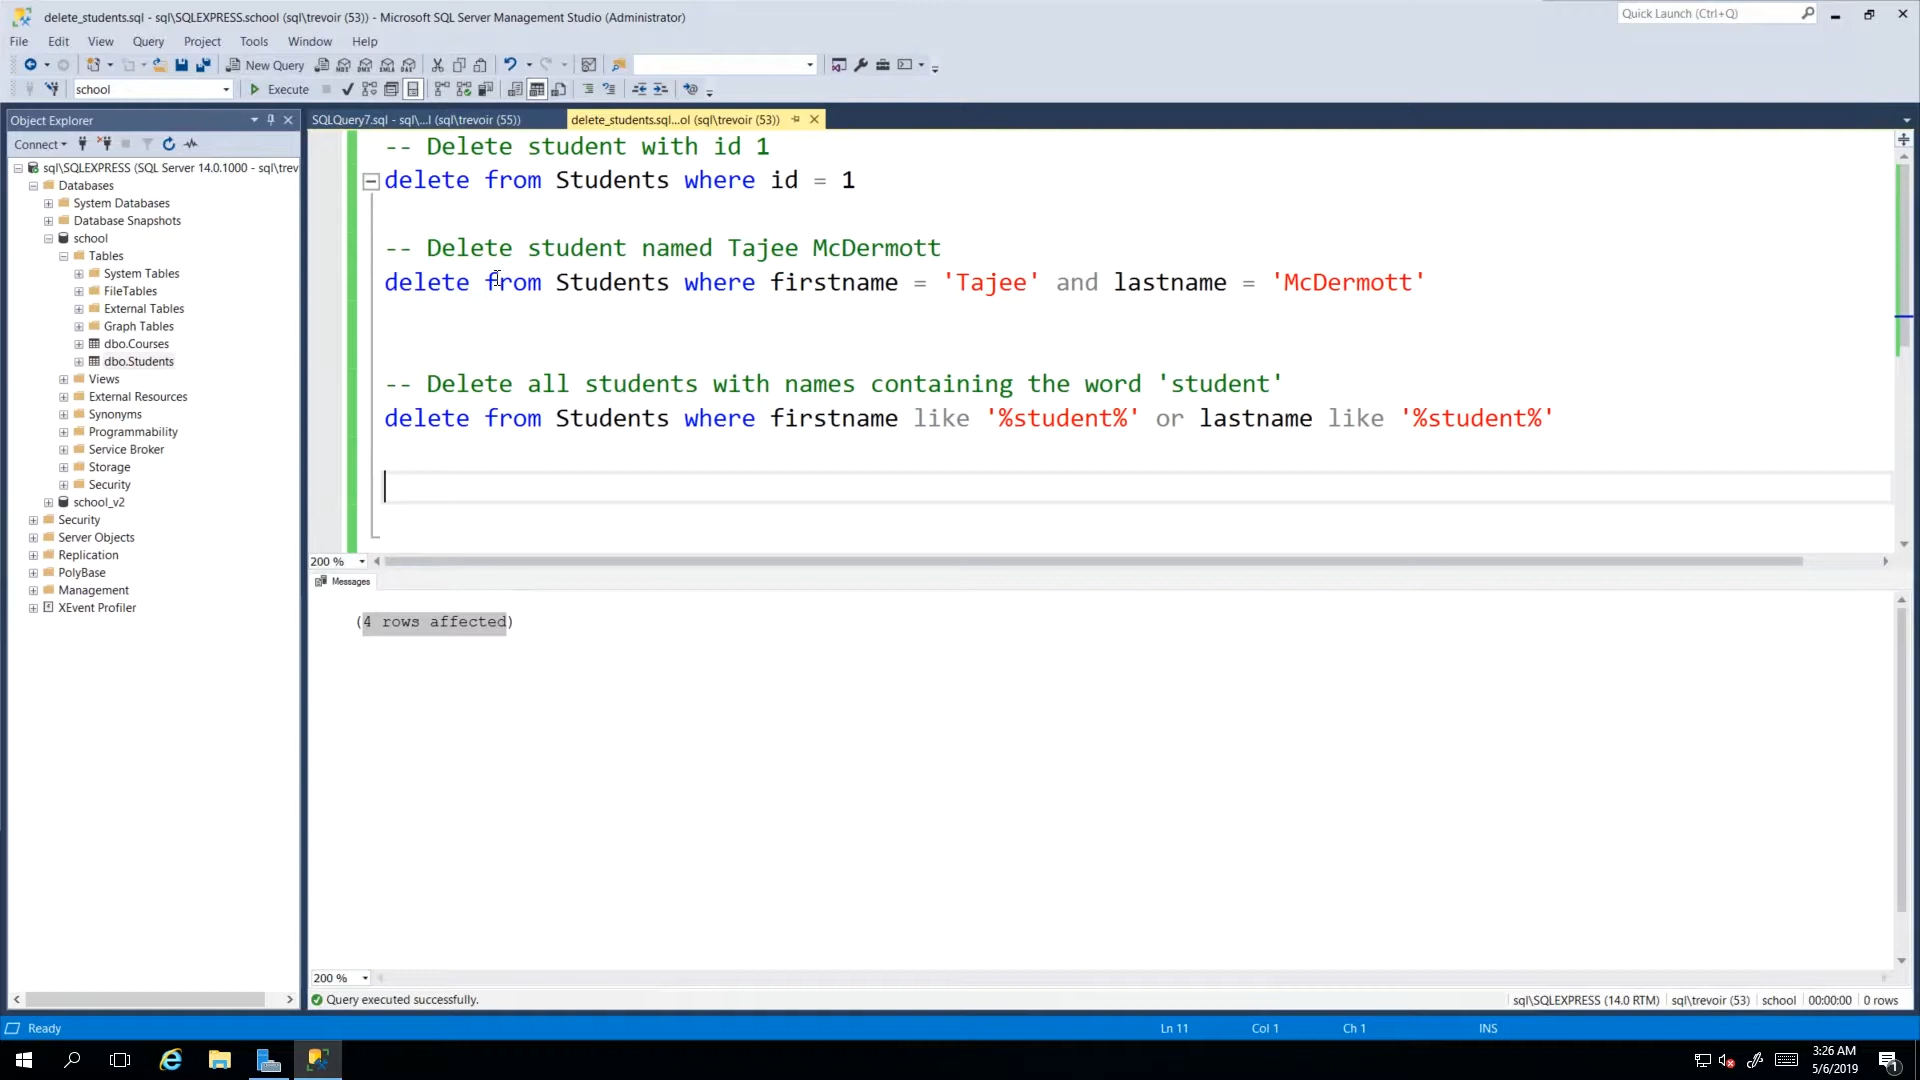 delete_students.sql - sql\SQLEXPRESS.school (sql\trevoir (53)) - Microsoft SQL Server Management Studio (Administrator)
Quick Launch (Ctrl+Q)
File Edit View Query Project Tools Window Help
New Query
school
Execute
Object Explorer
SQLQuery7.sql - sql\...l (sql\trevoir (55))
delete_students.sql...ol (sql\trevoir (53))
Connect
sql\SQLEXPRESS (SQL Server 14.0.1000 - sql\trev
Databases
System Databases
Database Snapshots
school
Tables
System Tables
FileTables
External Tables
Graph Tables
dbo.Courses
dbo.Students
Views
External Resources
Synonyms
Programmability
Service Broker
Storage
Security
school_v2
Security
Server Objects
Replication
PolyBase
Management
XEvent Profiler
-- Delete student with id 1
delete from Students where id = 1
-- Delete student named Tajee McDermott
delete from Students where firstname = 'Tajee' and lastname = 'McDermott'
-- Delete all students with names containing the word 'student'
delete from Students where firstname like '%student%' or lastname like '%student%'
200 %
Messages
(4 rows affected)
200 %
Query executed successfully.
sql\SQLEXPRESS (14.0 RTM) sql\trevoir (53) school 00:00:00 0 rows
Ready
Ln 11 Col 1 Ch 1 INS
3:26 AM
5/6/2019
1